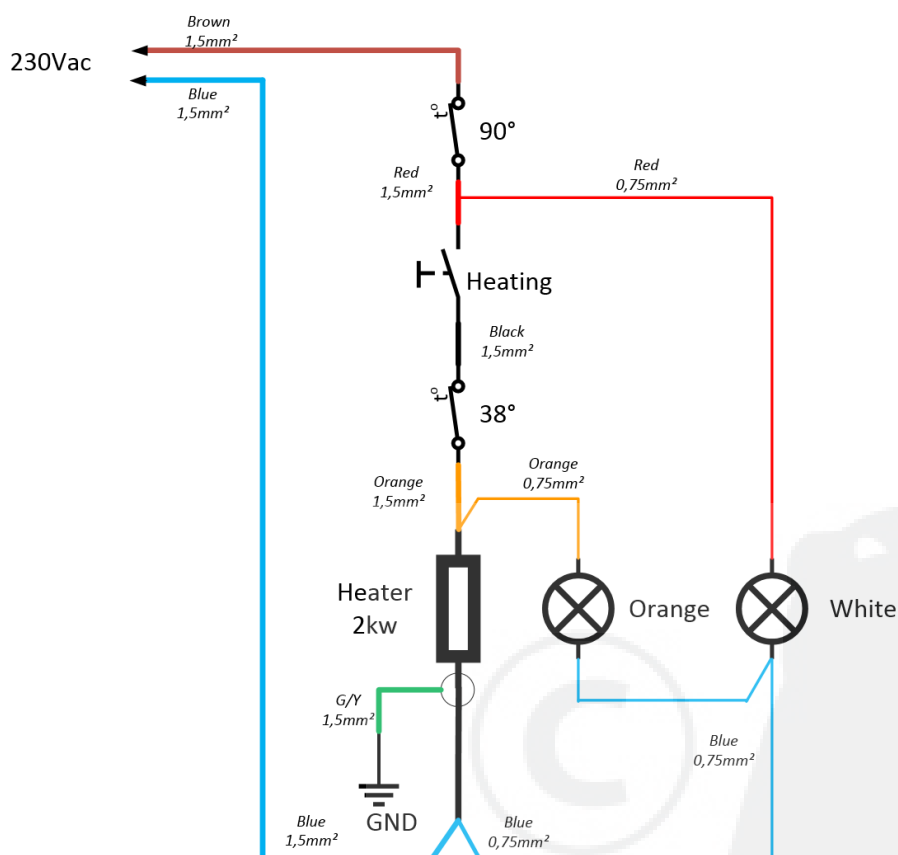 Brown
1,5mm²
230Vac
Blue
1,5mm²
t°
90°
Red
1,5mm²
Red
0,75mm²
Heating
Black
1,5mm²
t°
38°
Orange
1,5mm²
Orange
0,75mm²
Heater
2kw
Orange
White
G/Y
1,5mm²
GND
Blue
0,75mm²
Blue
1,5mm²
Blue
0,75mm²
©